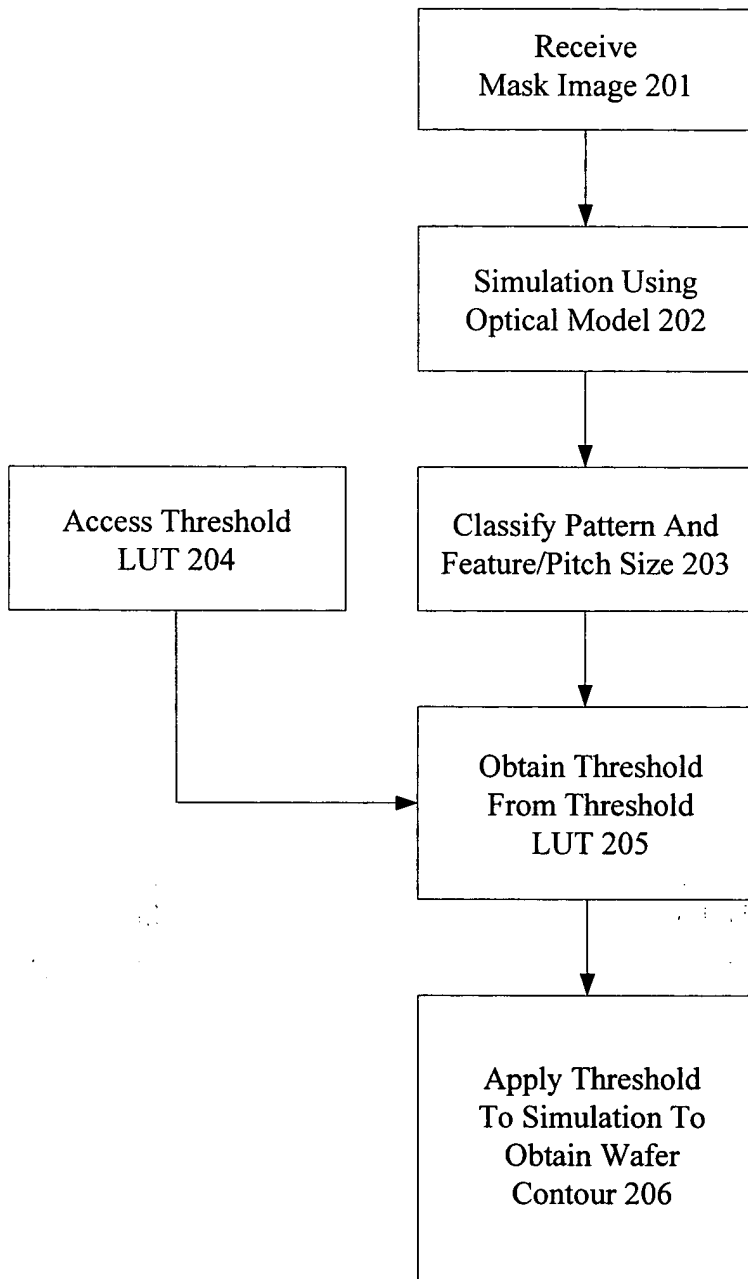 Receive
Mask Image 201
Simulation Using
Optical Model 202
Access Threshold
LUT 204
Classify Pattern And
Feature/Pitch Size 203
Obtain Threshold
From Threshold
LUT 205
Apply Threshold
To Simulation To
Obtain Wafer
Contour 206